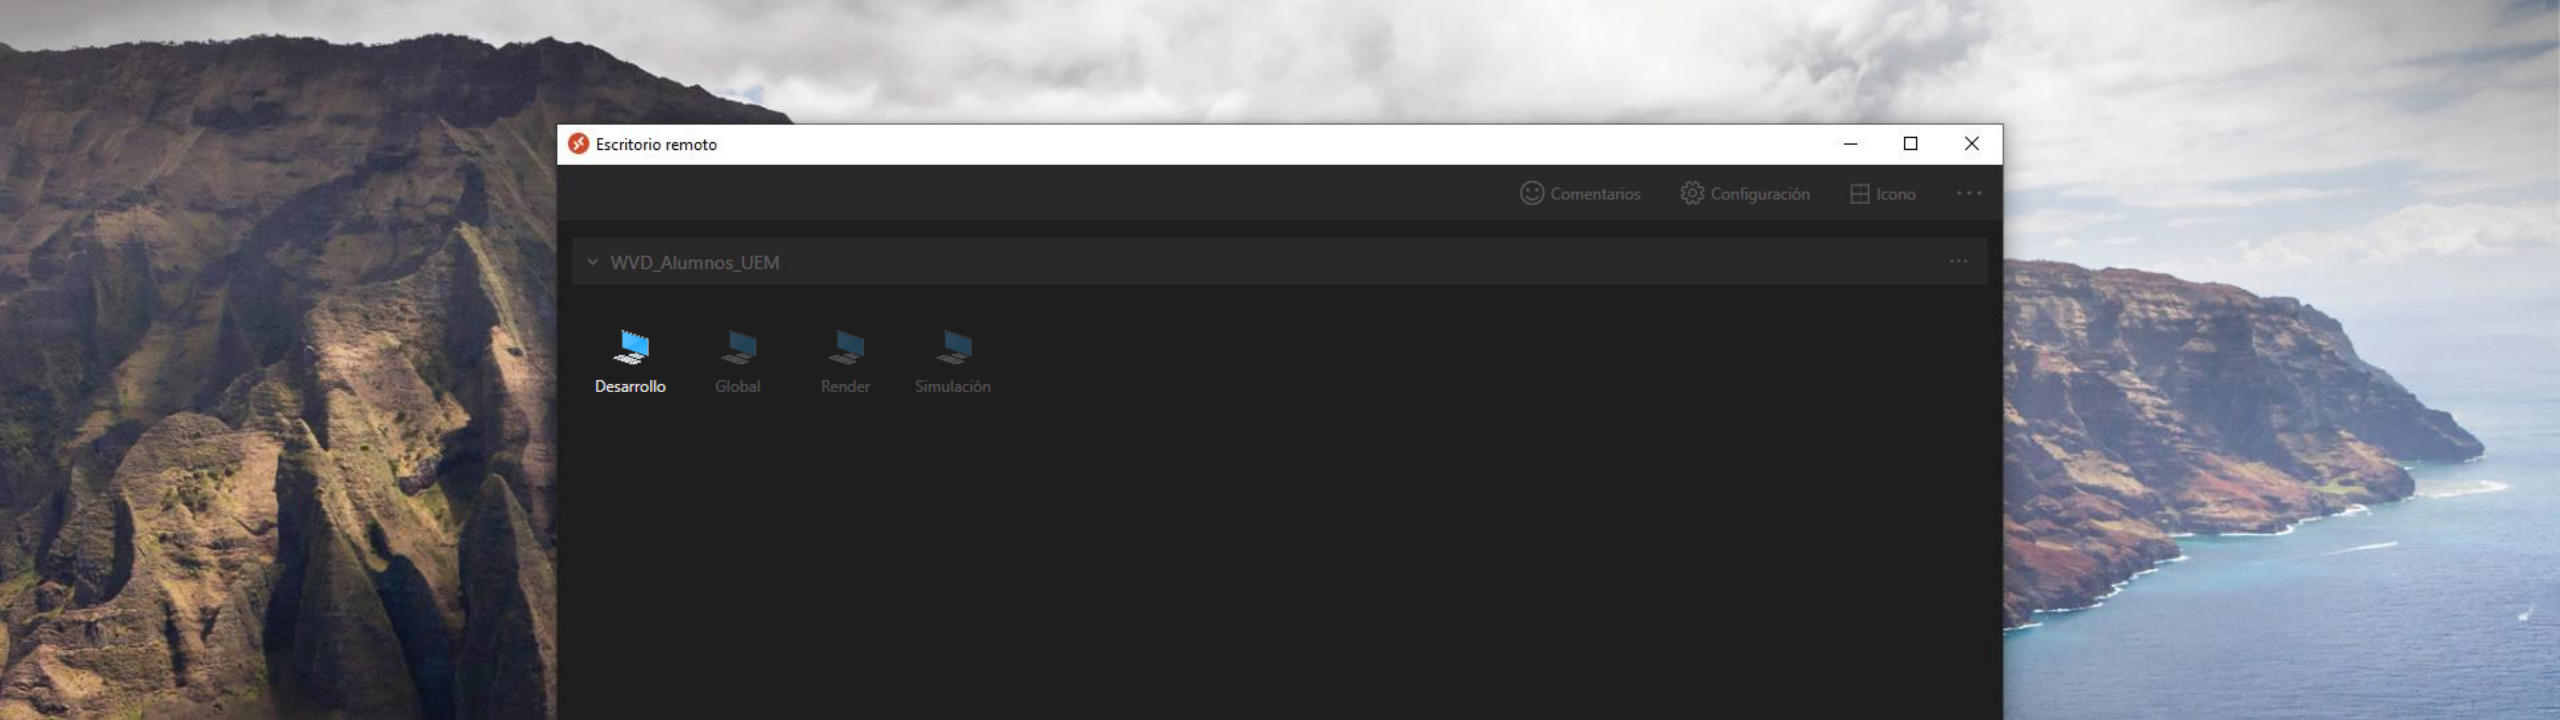 Escritorio remoto
Comentarios Configuración Icono
WVD_Alumnos_UEM
Desarrollo Global Render Simulación